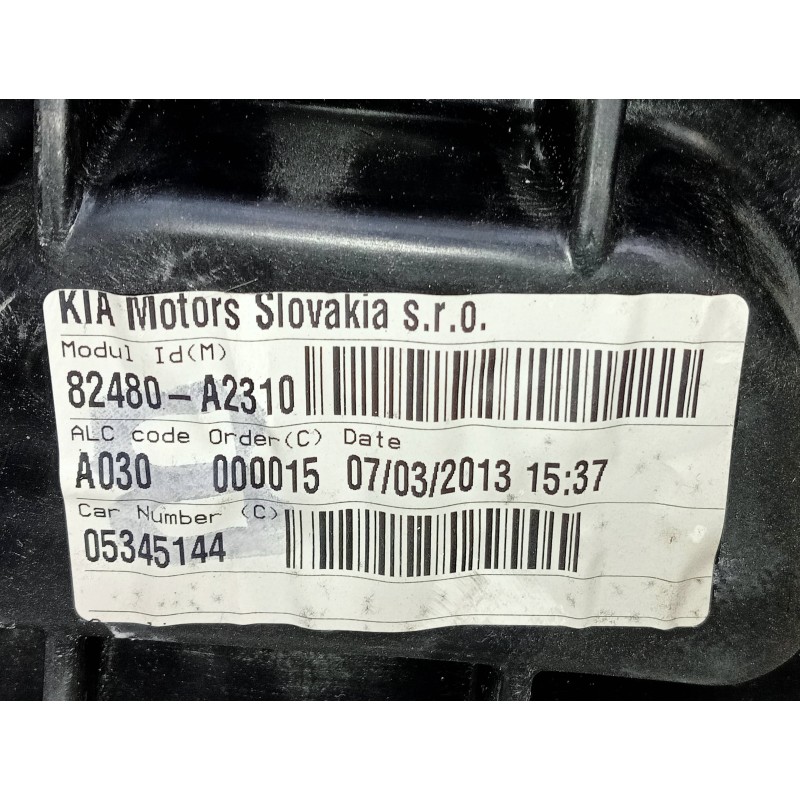 KIA Motors Slovakia s.r.o.
Modul Id(M)
82480-A2310
ALC code Order(C) Date
A030 000015 07/03/2013 15:37
Car Number (C)
05345144